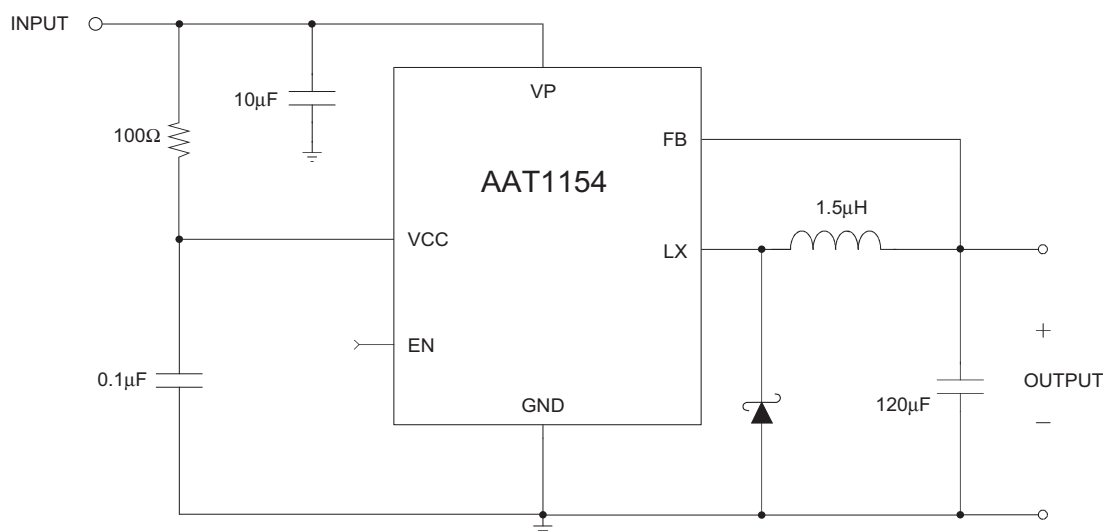 INPUT
10μF
VP
100Ω
FB
AAT1154
1.5μH
VCC
LX
EN
+
0.1μF
OUTPUT
120μF
GND
−